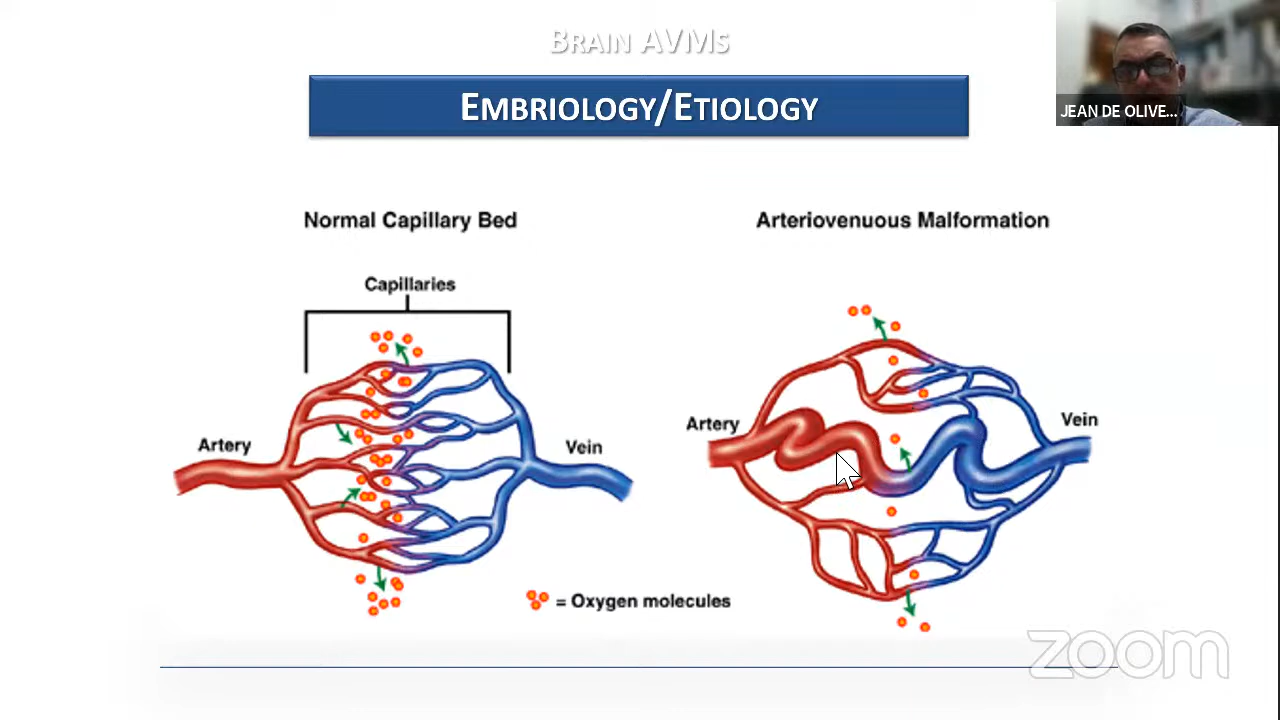 BRAIN AVMS
EMBRIOLOGY/ETIOLOGY
JEAN DE OLIVE...
Normal Capillary Bed
Arteriovenuous Malformation
Capillaries
Artery
Vein
Artery
Vein
= Oxygen molecules
zoom